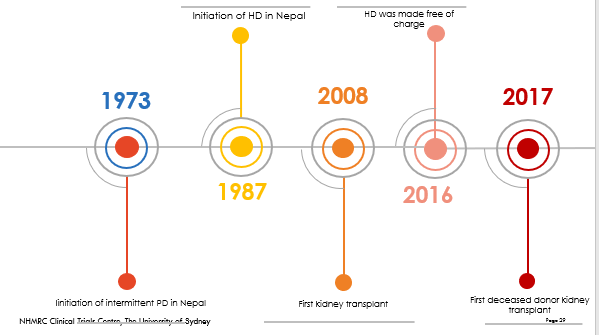 Initiation of HD in Nepal
HD was made free of
charge
1973
2008
2017
1987
2016
Iinitiation of intermittent PD in Nepal
First kidney transplant
First deceased donor kidney
transplant
NHMRC Clinical Trials Centre, The University of Sydney
Page 29